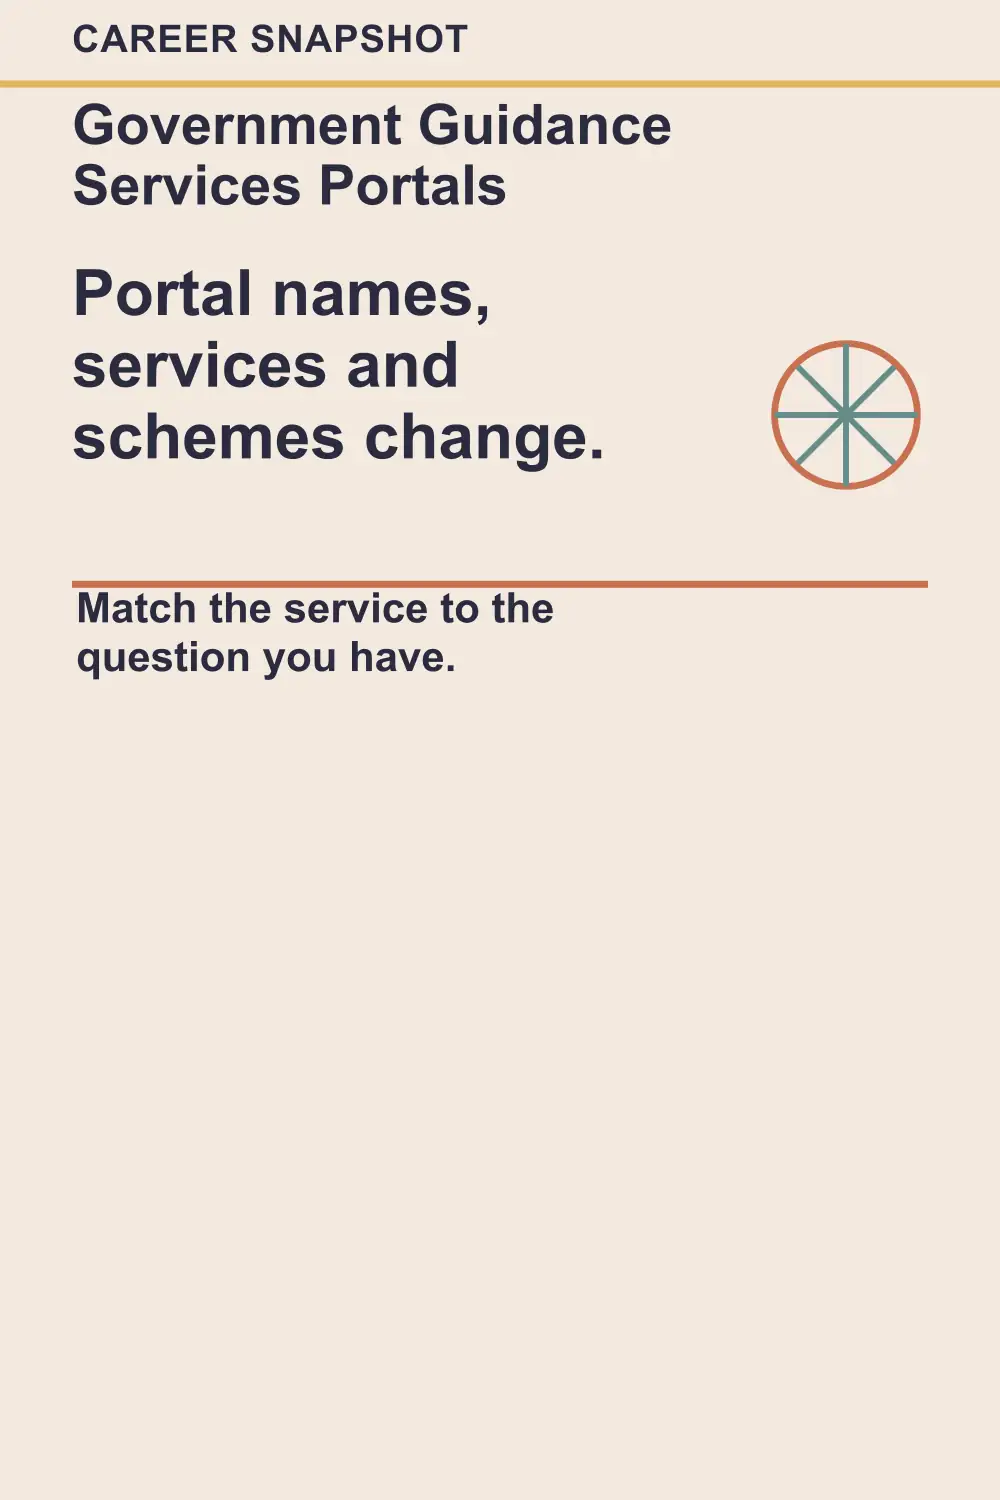 CAREER SNAPSHOT
Government Guidance
Services Portals
Portal names,
services and
schemes change.
Match the service to the
question you have.